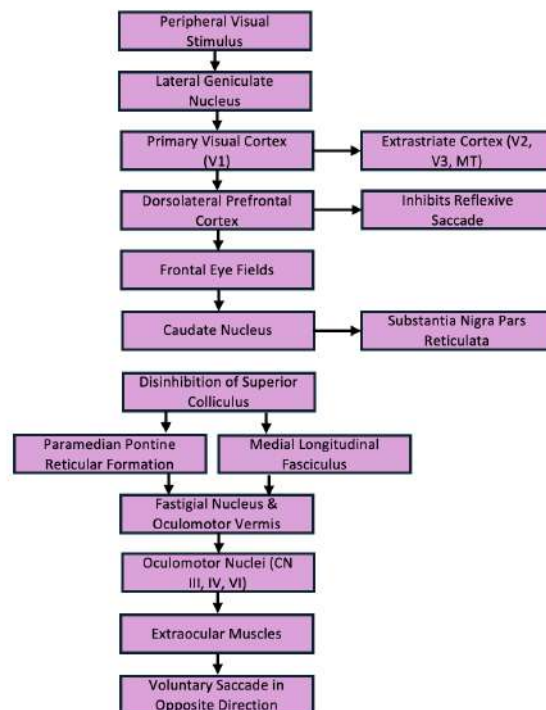 Peripheral Visual
Stimulus
Lateral Geniculate
Nucleus
Primary Visual Cortex
(V1)
Extrastriate Cortex (V2,
V3, MT)
Dorsolateral Prefrontal
Cortex
Inhibits Reflexive
Saccade
Frontal Eye Fields
Caudate Nucleus
Substantia Nigra Pars
Reticulata
Disinhibition of Superior
Colliculus
Paramedian Pontine
Reticular Formation
Medial Longitudinal
Fasciculus
Fastigial Nucleus &
Oculomotor Vermis
Oculomotor Nuclei (CN
III, IV, VI)
Extraocular Muscles
Voluntary Saccade in
Opposite Direction